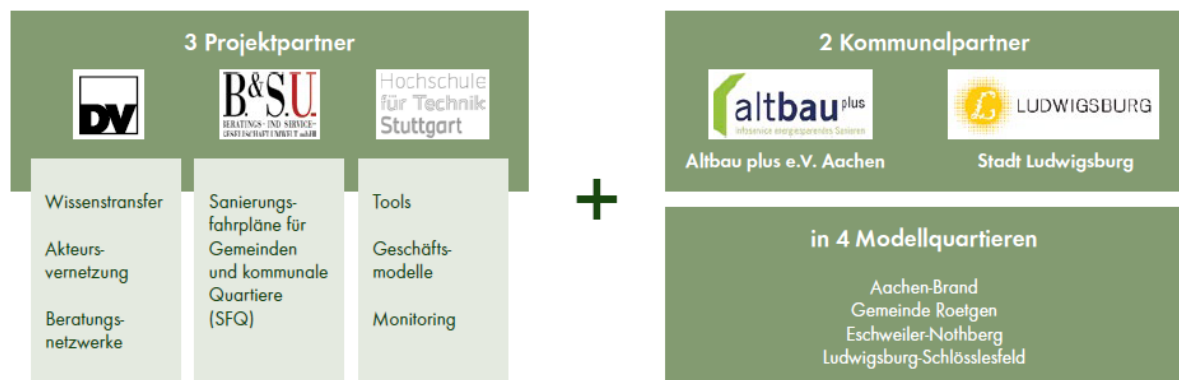 3 Projektpartner
DV
B&S.U.
BERATUNGS- UND SERVICE-
GESELLSCHAFT UMWELT mbH
Hochschule
für Technik
Stuttgart
Wissenstransfer
Akteurs-
vernetzung
Beratungs-
netzwerke
Sanierungs-
fahrpläne für
Gemeinden
und kommunale
Quartiere
(SFQ)
Tools
Geschäfts-
modelle
Monitoring
+
2 Kommunalpartner
altbau plus
infoservice energiesparendes Sanieren
Altbau plus e.V. Aachen
LUDWIGSBURG
Stadt Ludwigsburg
in 4 Modellquartieren
Aachen-Brand
Gemeinde Roetgen
Eschweiler-Nothberg
Ludwigsburg-Schlösslesfeld